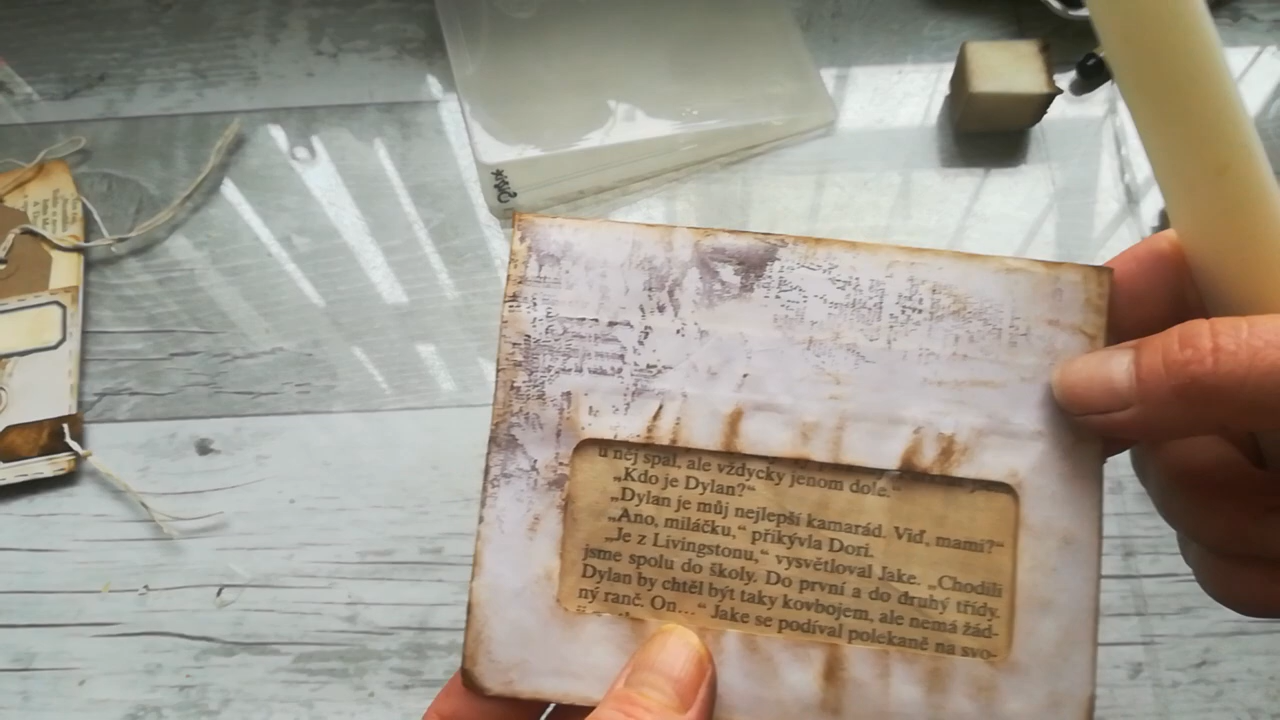 u něj spal, ale vždycky jenom dole.“
„Kdo je Dylan?“
„Dylan je můj nejlepší kamarád. Viď, mami?“
„Ano, miláčku,“ přikývla Dori.
„Je z Livingstonu,“ vysvětloval Jake. „Chodili
jsme spolu do školy. Do první a do druhý třídy.
Dylan by chtěl být taky kovbojem, ale nemá žád-
ný ranč. On...“ Jake se podíval polekaně na svo-